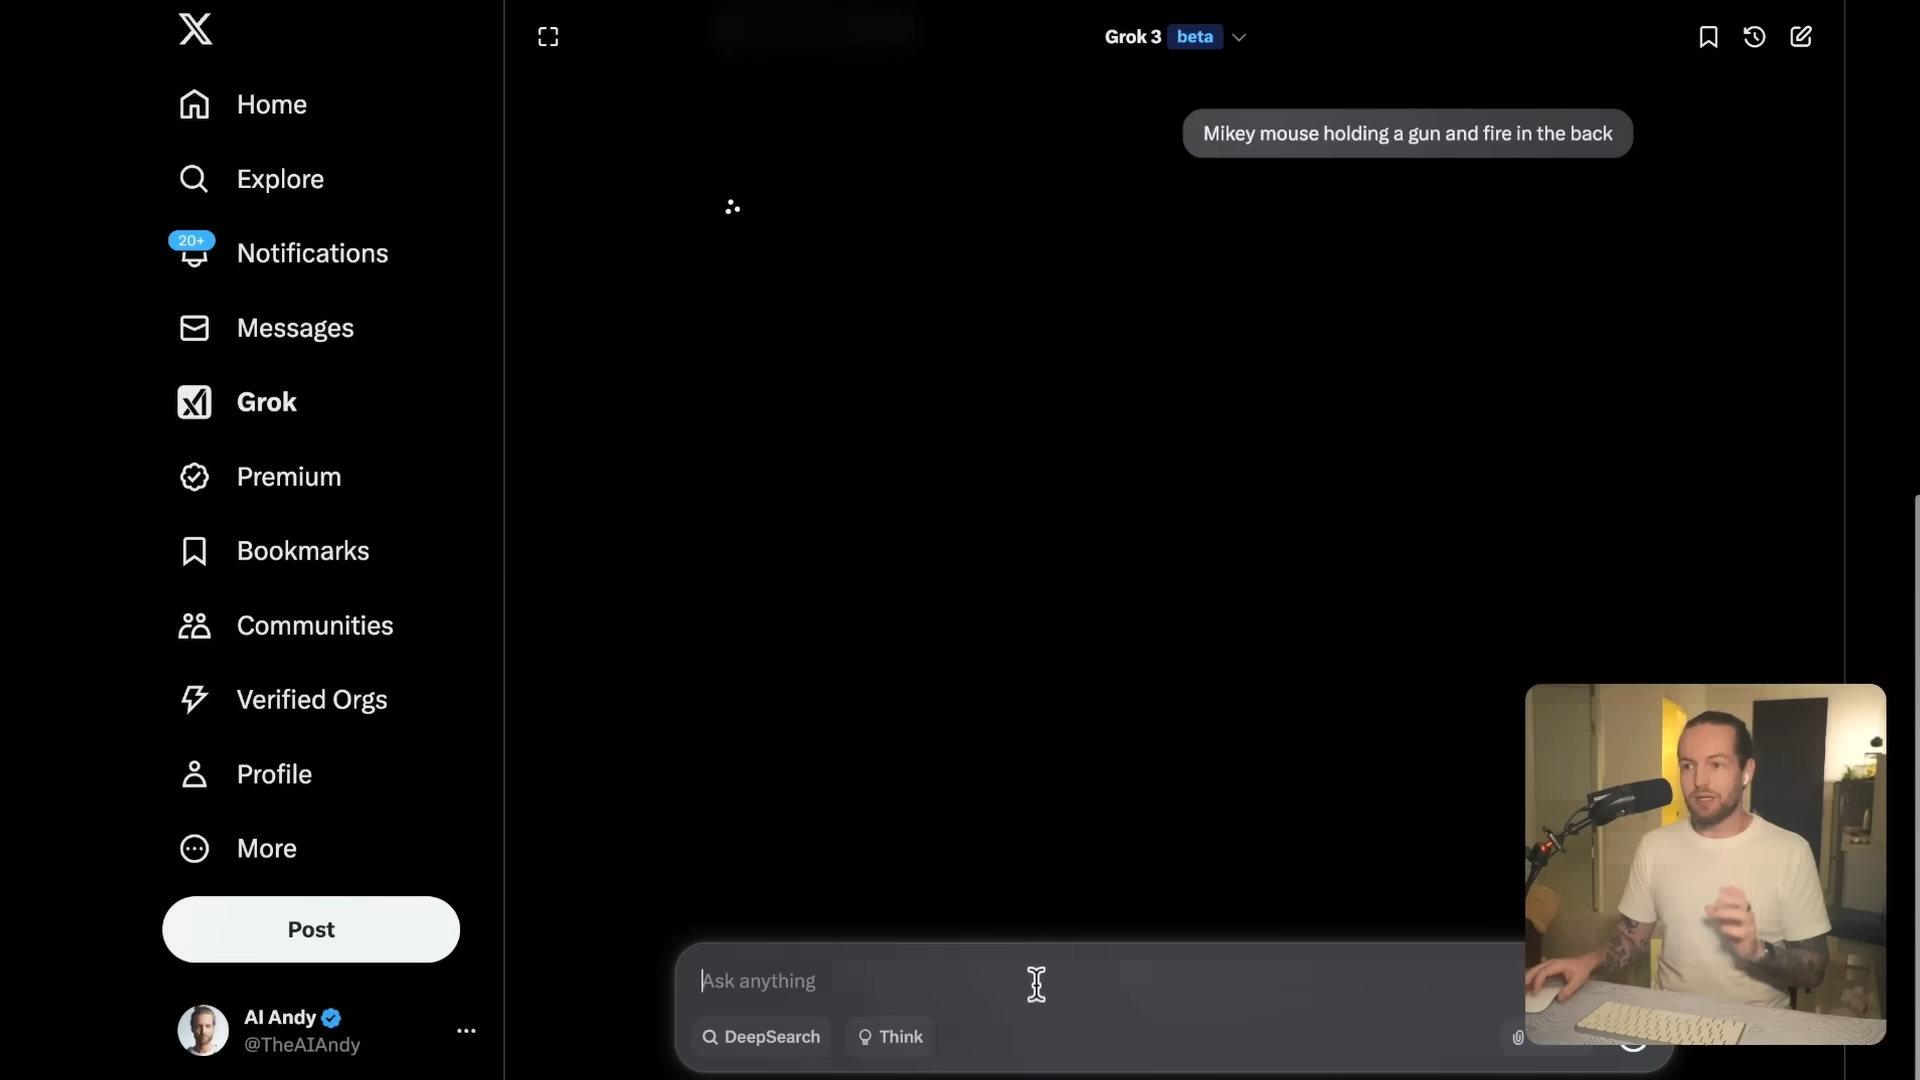 Home
Explore
20+
Notifications
Messages
Grok
Premium
Bookmarks
Communities
Verified Orgs
Profile
More
Post
AI Andy
@TheAIAndy
Grok 3 beta
Mikey mouse holding a gun and fire in the back
Ask anything
DeepSearch
Think